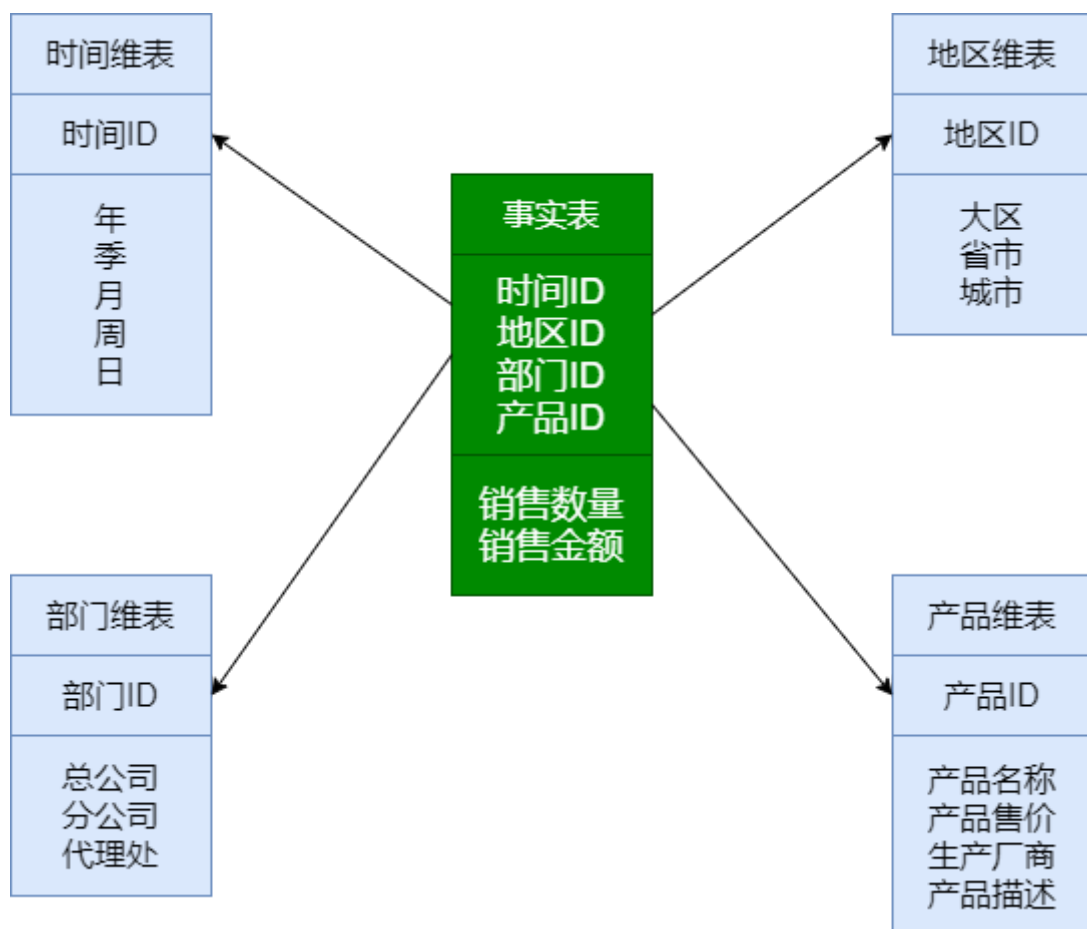 时间维表
时间ID
年
季
月
周
日
地区维表
地区ID
大区
省市
城市
事实表
时间ID
地区ID
部门ID
产品ID
销售数量
销售金额
部门维表
部门ID
总公司
分公司
代理处
产品维表
产品ID
产品名称
产品售价
生产厂商
产品描述